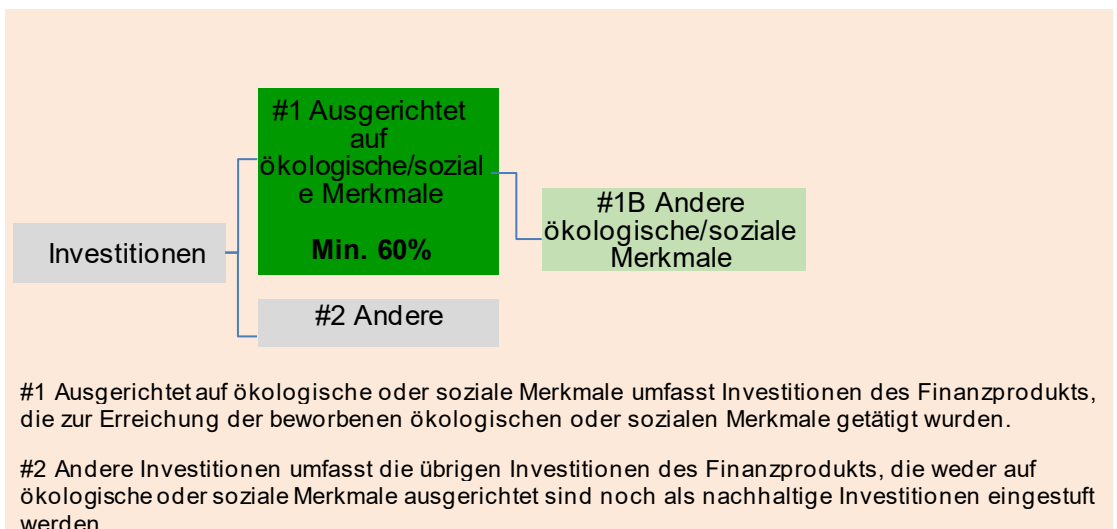 #1 Ausgerichtet
auf
ökologische/sozial
e Merkmale
Min. 60%
#1B Andere
ökologische/soziale
Merkmale
Investitionen
#2 Andere
#1 Ausgerichtet auf ökologische oder soziale Merkmale umfasst Investitionen des Finanzprodukts,
die zur Erreichung der beworbenen ökologischen oder sozialen Merkmale getätigt wurden.
#2 Andere Investitionen umfasst die übrigen Investitionen des Finanzprodukts, die weder auf
ökologische oder soziale Merkmale ausgerichtet sind noch als nachhaltige Investitionen eingestuft
werden